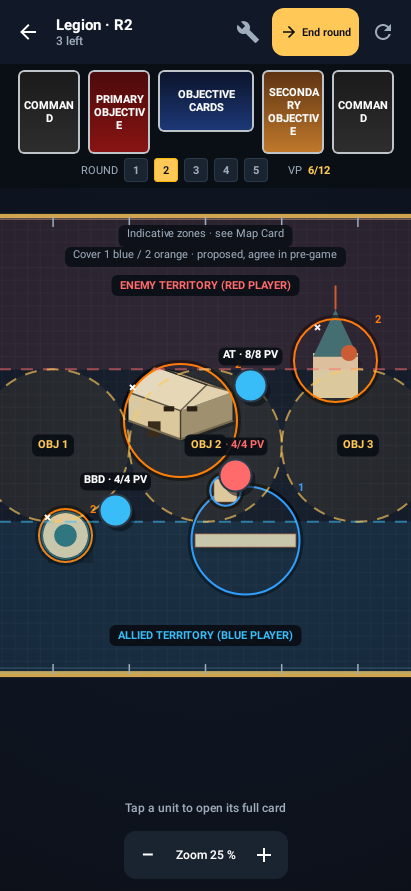 Legion · R2
3 left
End round
COMMAN
D
PRIMARY
OBJECTIV
E
OBJECTIVE
CARDS
SECONDA
RY
OBJECTIV
E
COMMAN
D
ROUND 1 2 3 4 5 VP 6/12
Indicative zones · see Map Card
Cover 1 blue / 2 orange · proposed, agree in pre-game
ENEMY TERRITORY (RED PLAYER)
2
AT · 8/8 PV
OBJ 1
OBJ 2 · 4/4 PV
OBJ 3
BBD · 4/4 PV
1
2
ALLIED TERRITORY (BLUE PLAYER)
Tap a unit to open its full card
− Zoom 25 % +